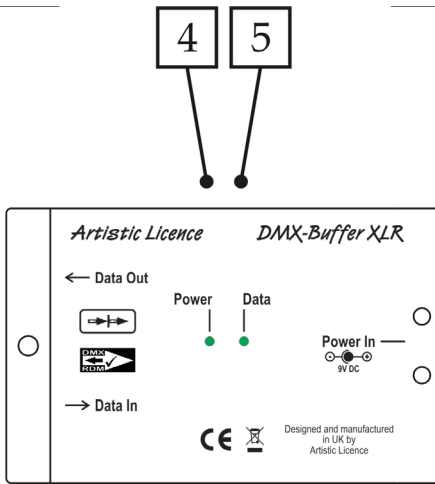 4 5
Artistic Licence DMX-Buffer XLR
← Data Out
Power Data
DMX
RDM
Power In
9V DC
→ Data In
CE
Designed and manufactured
in UK by
Artistic Licence